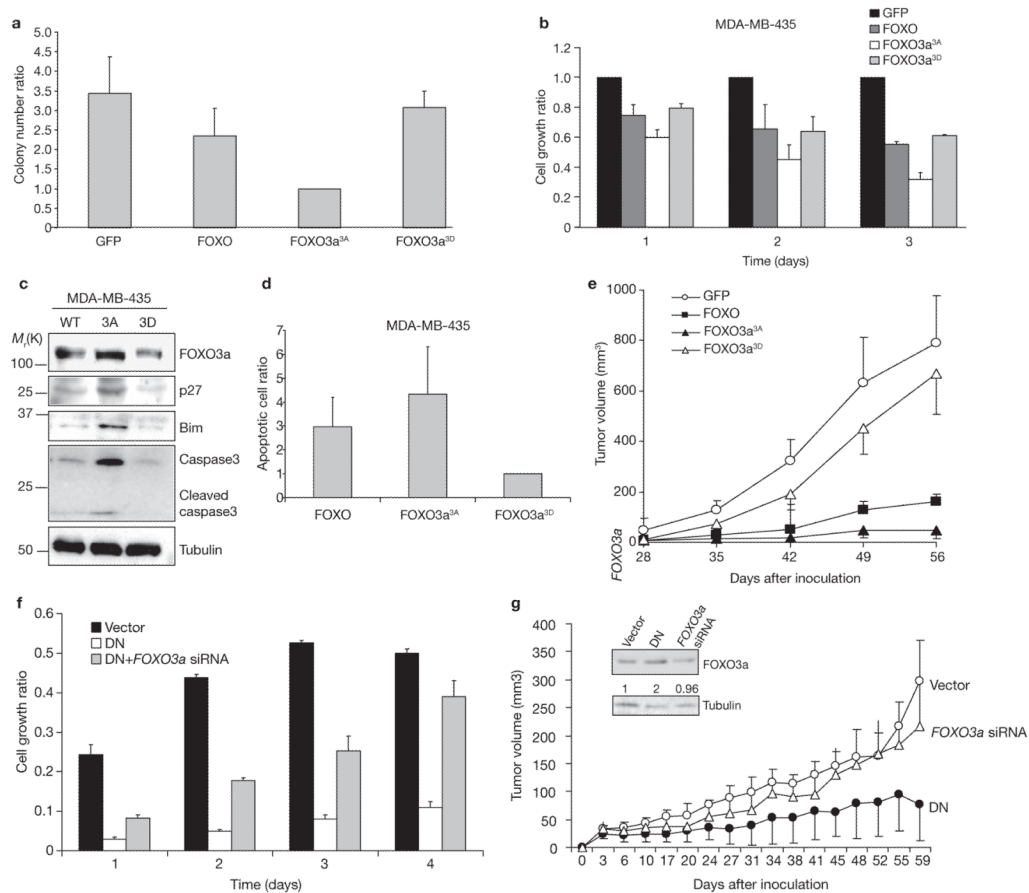 a
Colony number ratio
5.0
4.5
4.0
3.5
3.0
2.5
2.0
1.5
1.0
0.5
0
GFP FOXO FOXO3a3A FOXO3a3D
b
MDA-MB-435
GFP
FOXO
FOXO3a3A
FOXO3a3D
Cell growth ratio
1.2
1.0
0.8
0.6
0.4
0.2
0
1 2 3
Time (days)
c
MDA-MB-435
WT 3A 3D
Mr(K)
100
25
37
25
50
FOXO3a
p27
Bim
Caspase3
Cleaved
caspase3
Tubulin
d
MDA-MB-435
Apoptotic cell ratio
7
6
5
4
3
2
1
0
FOXO FOXO3a3A FOXO3a3D
e
GFP
FOXO
FOXO3a3A
FOXO3a3D
Tumor volume (mm3)
1000
800
600
400
200
0
FOXO3a
28 35 42 49 56
Days after inoculation
f
Vector
DN
DN+FOXO3a siRNA
Cell growth ratio
0.6
0.5
0.4
0.3
0.2
0.1
0
1 2 3 4
Time (days)
g
Vector
DN
FOXO3a
siRNA
FOXO3a
1 2 0.96
Tubulin
Tumor volume (mm3)
400
350
300
250
200
150
100
50
0
Vector
FOXO3a siRNA
DN
0 3 6 10 17 20 24 27 31 34 38 41 45 48 52 55 59
Days after inoculation